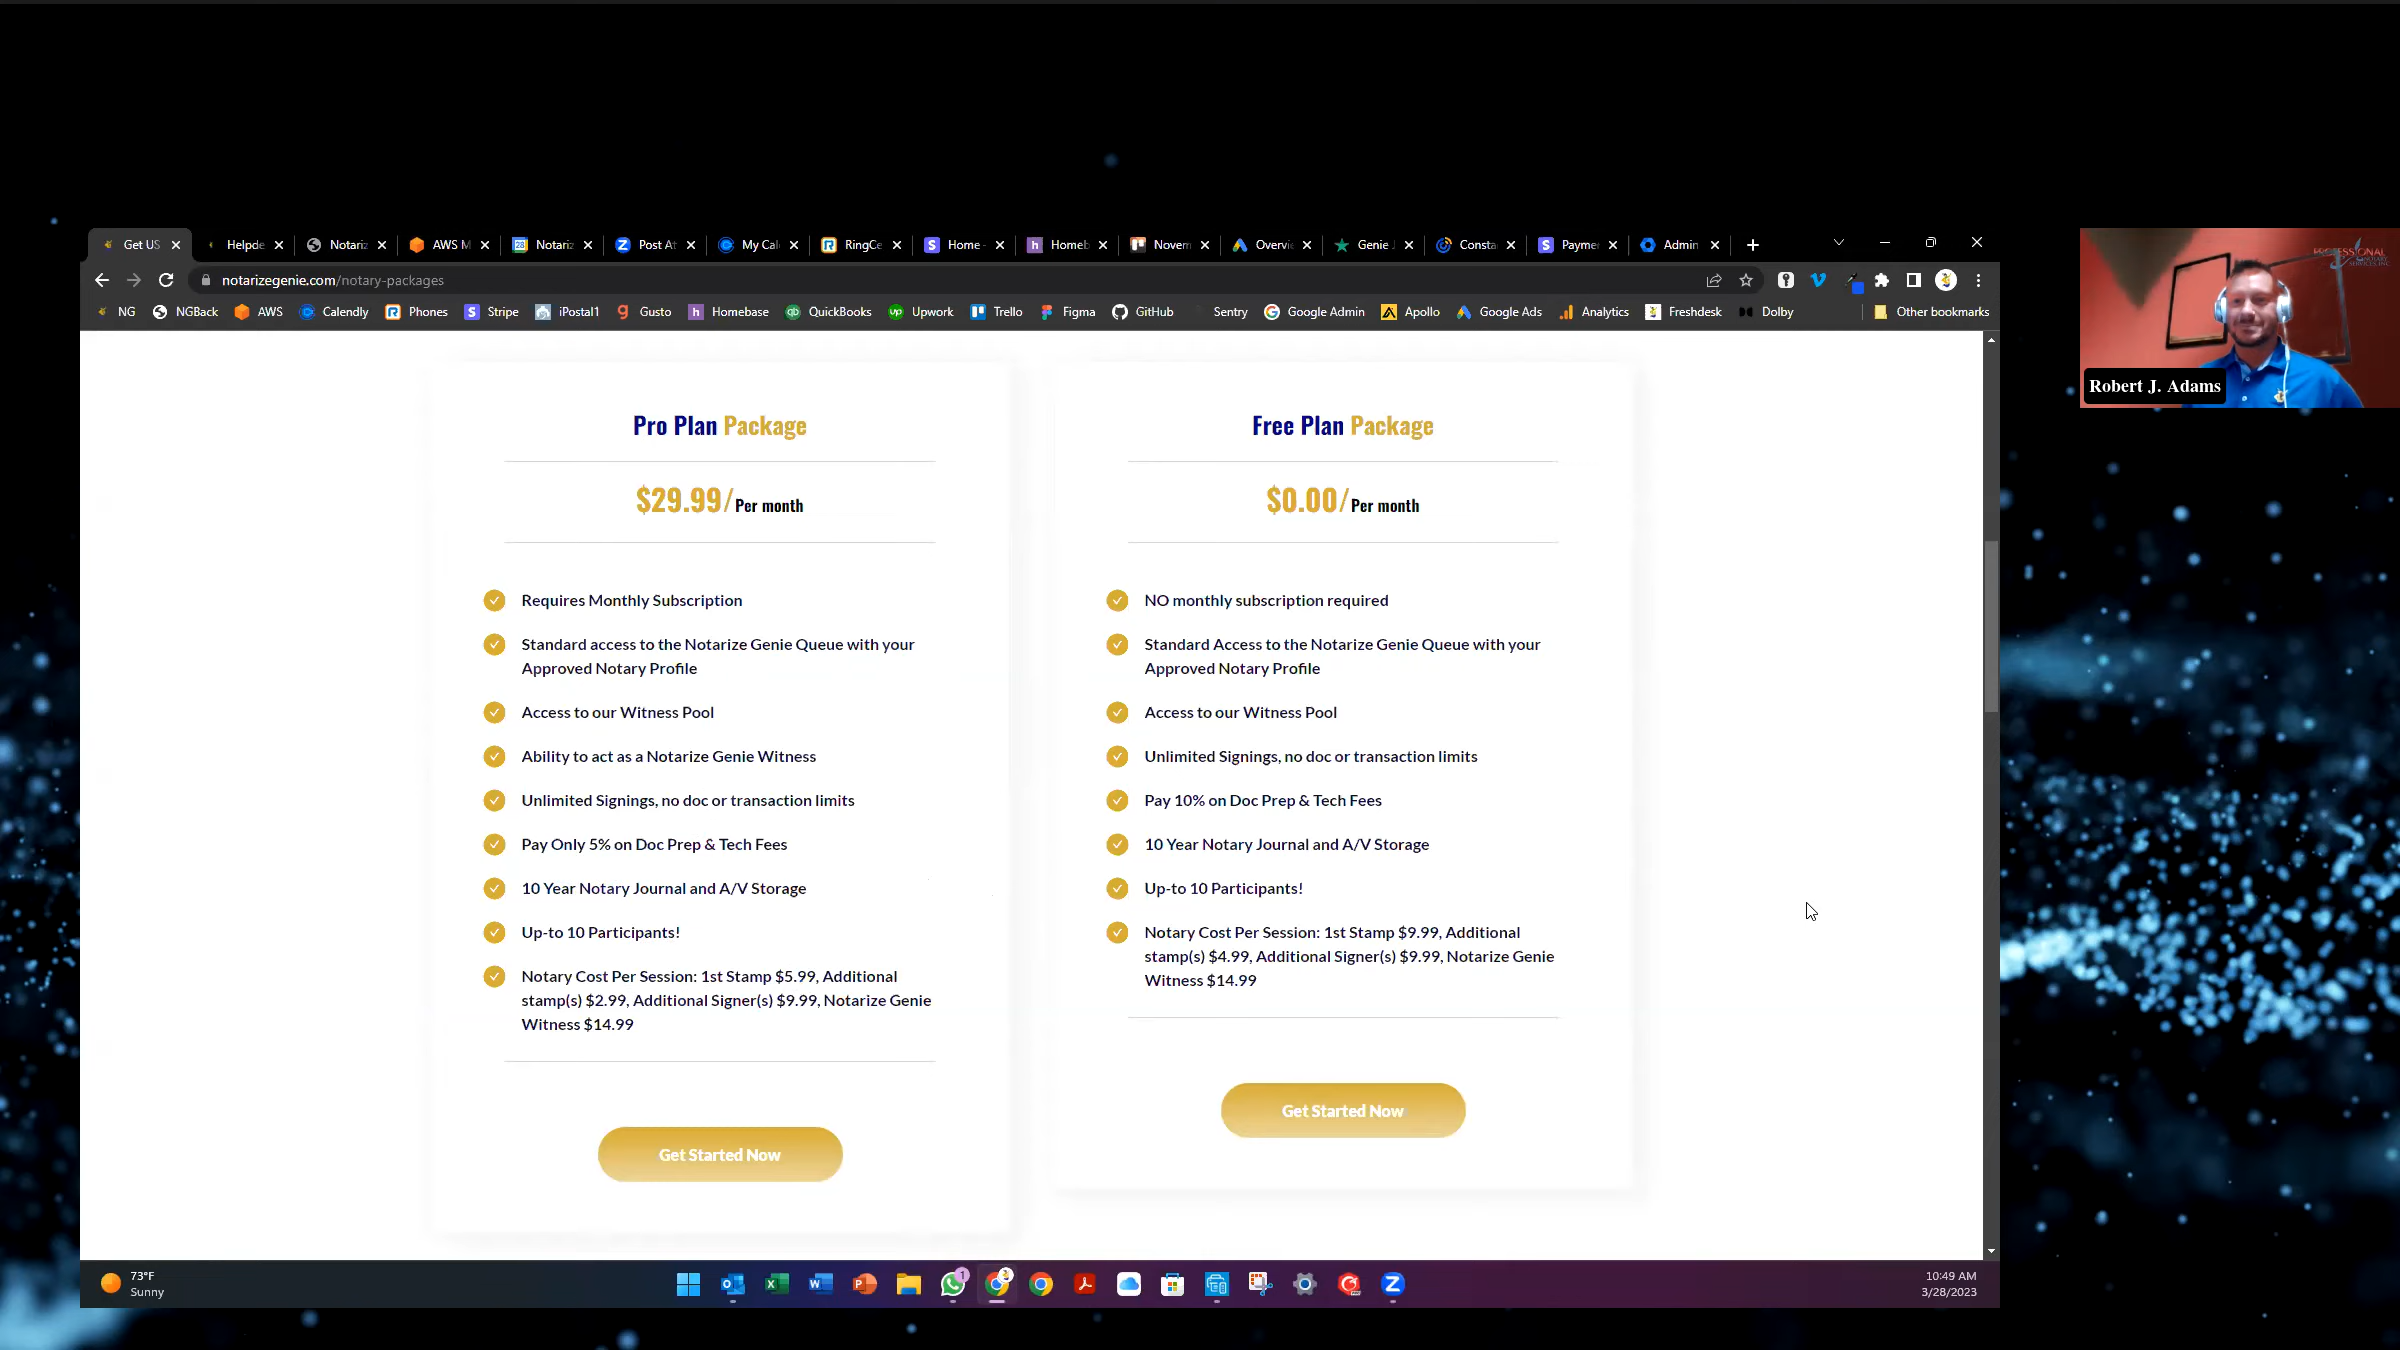 Get US
Helpde
Notariz
AWS M
Notariz
Post At
My Cal
RingCe
Home -
Homeb
Novem
Overvie
Genie J
Consta
Paymer
Admin
notarizegenie.com/notary-packages
NG
NGBack
AWS
Calendly
Phones
Stripe
iPostal1
Gusto
Homebase
QuickBooks
Upwork
Trello
Figma
GitHub
Sentry
Google Admin
Apollo
Google Ads
Analytics
Freshdesk
Dolby
Other bookmarks
Pro Plan Package
$29.99/ Per month
Requires Monthly Subscription
Standard access to the Notarize Genie Queue with your
Approved Notary Profile
Access to our Witness Pool
Ability to act as a Notarize Genie Witness
Unlimited Signings, no doc or transaction limits
Pay Only 5% on Doc Prep & Tech Fees
10 Year Notary Journal and A/V Storage
Up-to 10 Participants!
Notary Cost Per Session: 1st Stamp $5.99, Additional
stamp(s) $2.99, Additional Signer(s) $9.99, Notarize Genie
Witness $14.99
Get Started Now
Free Plan Package
$0.00/ Per month
NO monthly subscription required
Standard Access to the Notarize Genie Queue with your
Approved Notary Profile
Access to our Witness Pool
Unlimited Signings, no doc or transaction limits
Pay 10% on Doc Prep & Tech Fees
10 Year Notary Journal and A/V Storage
Up-to 10 Participants!
Notary Cost Per Session: 1st Stamp $9.99, Additional
stamp(s) $4.99, Additional Signer(s) $9.99, Notarize Genie
Witness $14.99
Get Started Now
PROFESSIONAL
Robert J. Adams
73°F
Sunny
10:49 AM
3/28/2023